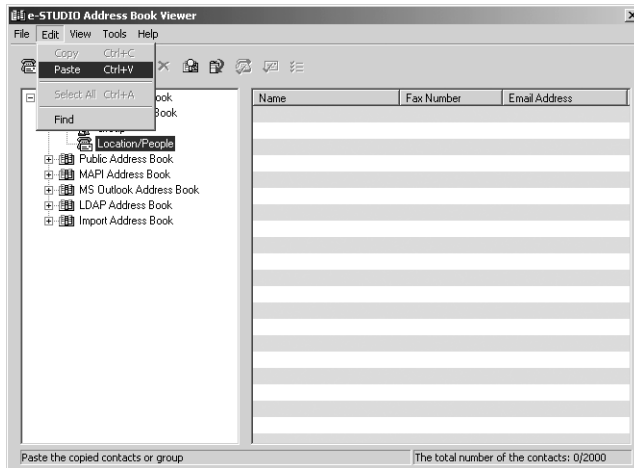 e-STUDIO Address Book Viewer
File Edit View Tools Help
Copy Ctrl+C
Paste Ctrl+V
Select All Ctrl+A
Find
ook
Book
Group
Location/People
Public Address Book
MAPI Address Book
MS Outlook Address Book
LDAP Address Book
Import Address Book
Name Fax Number Email Address
Paste the copied contacts or group The total number of the contacts: 0/2000